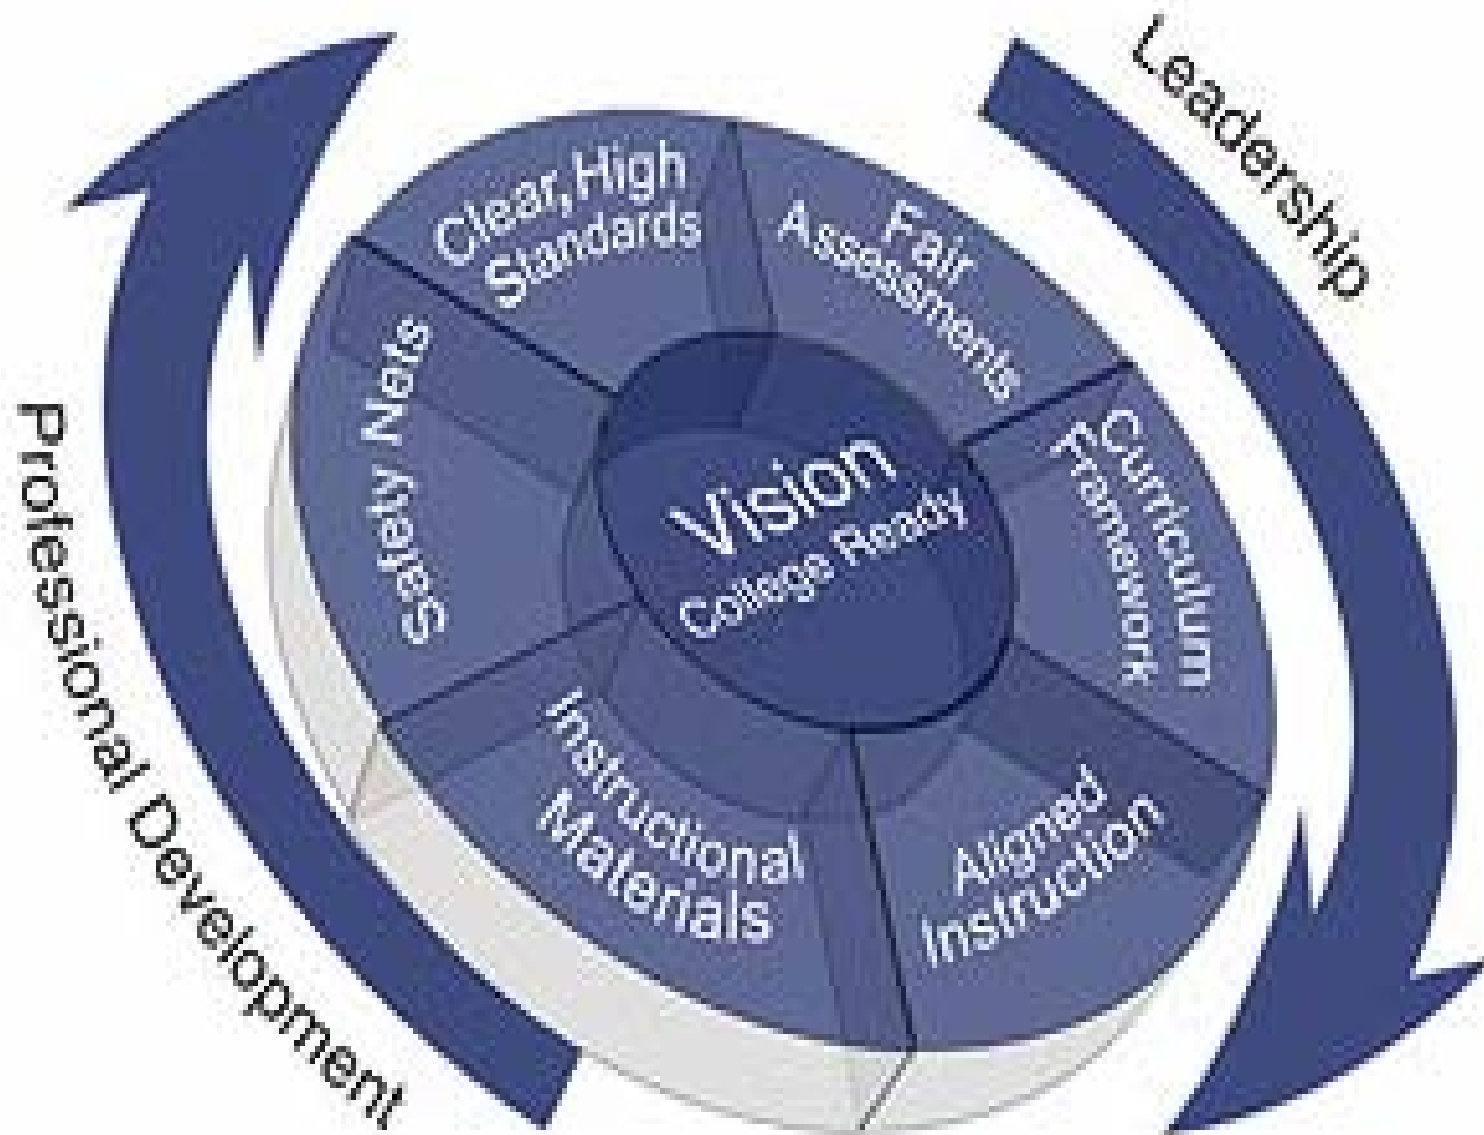 Leadership
Clear, High
Standards
Fair
Assessments
Curriculum
Framework
Aligned
Instruction
Instructional
Materials
Safety Nets
Vision
College Ready
Professional Development